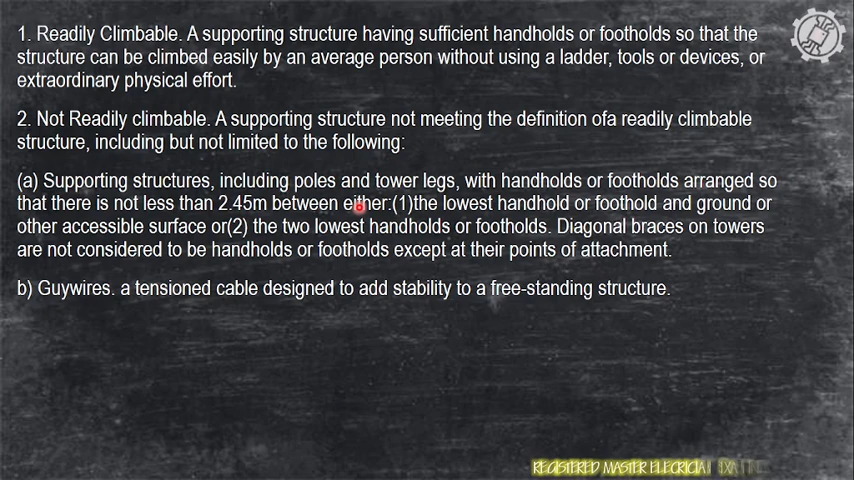 1. Readily Climbable. A supporting structure having sufficient handholds or footholds so that the
structure can be climbed easily by an average person without using a ladder, tools or devices, or
extraordinary physical effort.
2. Not Readily climbable. A supporting structure not meeting the definition ofa readily climbable
structure, including but not limited to the following:
(a) Supporting structures, including poles and tower legs, with handholds or footholds arranged so
that there is not less than 2.45m between either:(1)the lowest handhold or foothold and ground or
other accessible surface or(2) the two lowest handholds or footholds. Diagonal braces on towers
are not considered to be handholds or footholds except at their points of attachment.
b) Guywires. a tensioned cable designed to add stability to a free-standing structure.
REGISTERED MASTER ELECRICIA